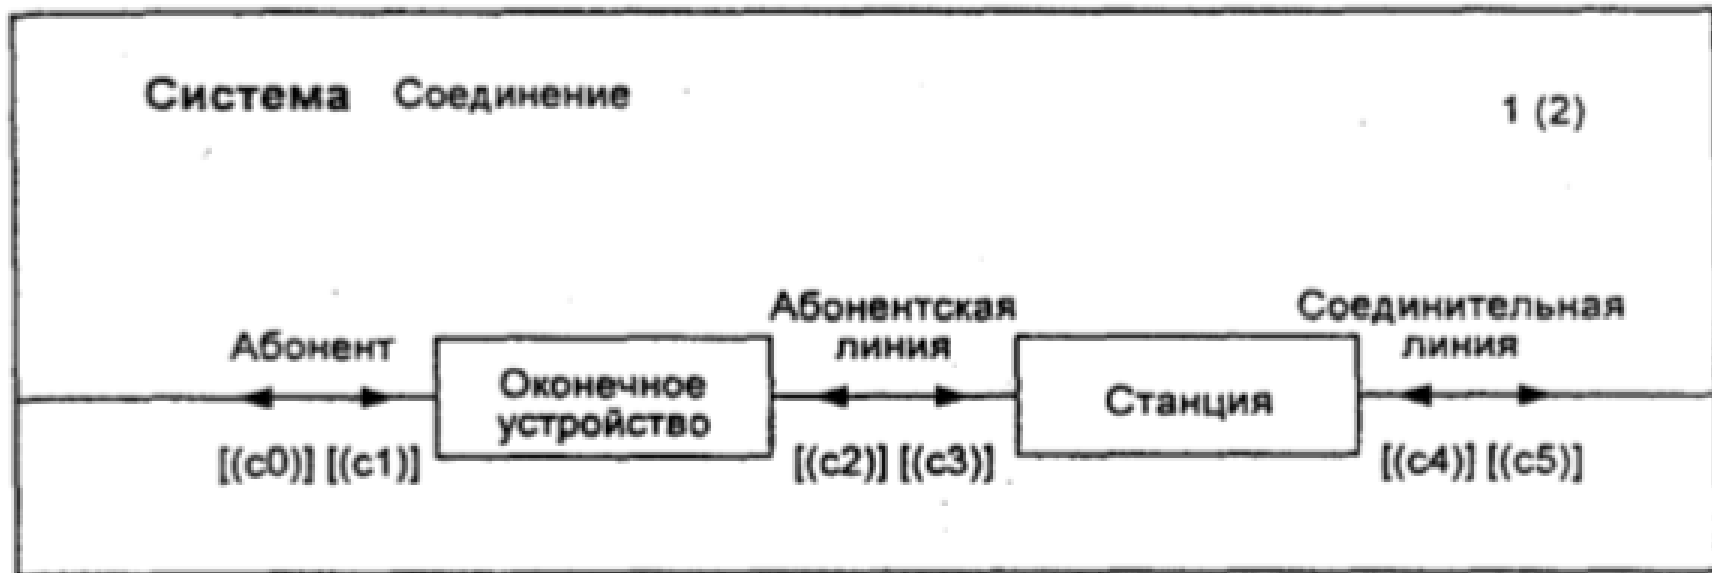 Система Соединение
1 (2)
Абонент
Оконечное
устройство
Абонентская
линия
Станция
Соединительная
линия
[(c0)] [(c1)]
[(c2)] [(c3)]
[(c4)] [(c5)]